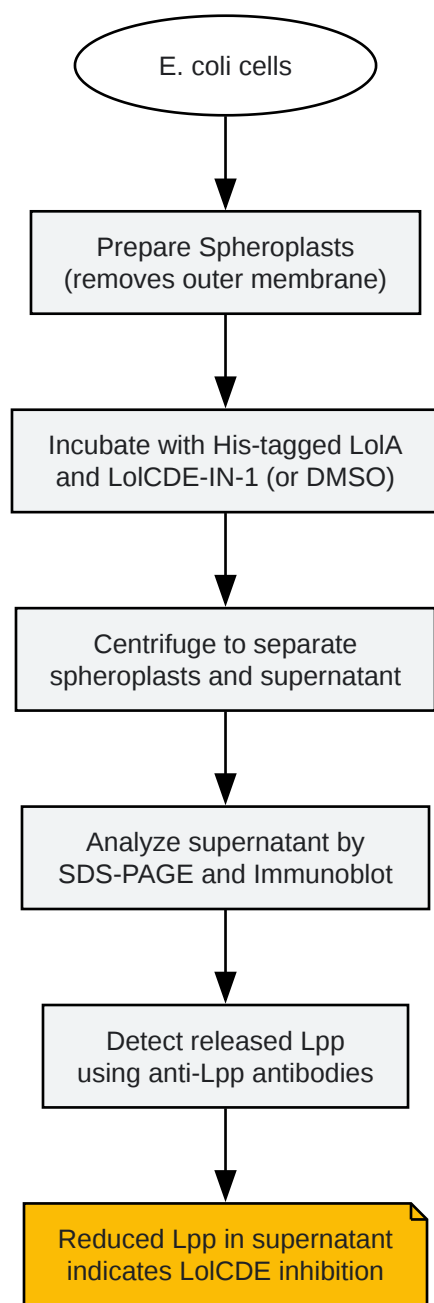 E. coli cells
Prepare Spheroplasts
(removes outer membrane)
Incubate with His-tagged LolA
and LolCDE-IN-1 (or DMSO)
Centrifuge to separate
spheroplasts and supernatant
Analyze supernatant by
SDS-PAGE and Immunoblot
Detect released Lpp
using anti-Lpp antibodies
Reduced Lpp in supernatant
indicates LolCDE inhibition